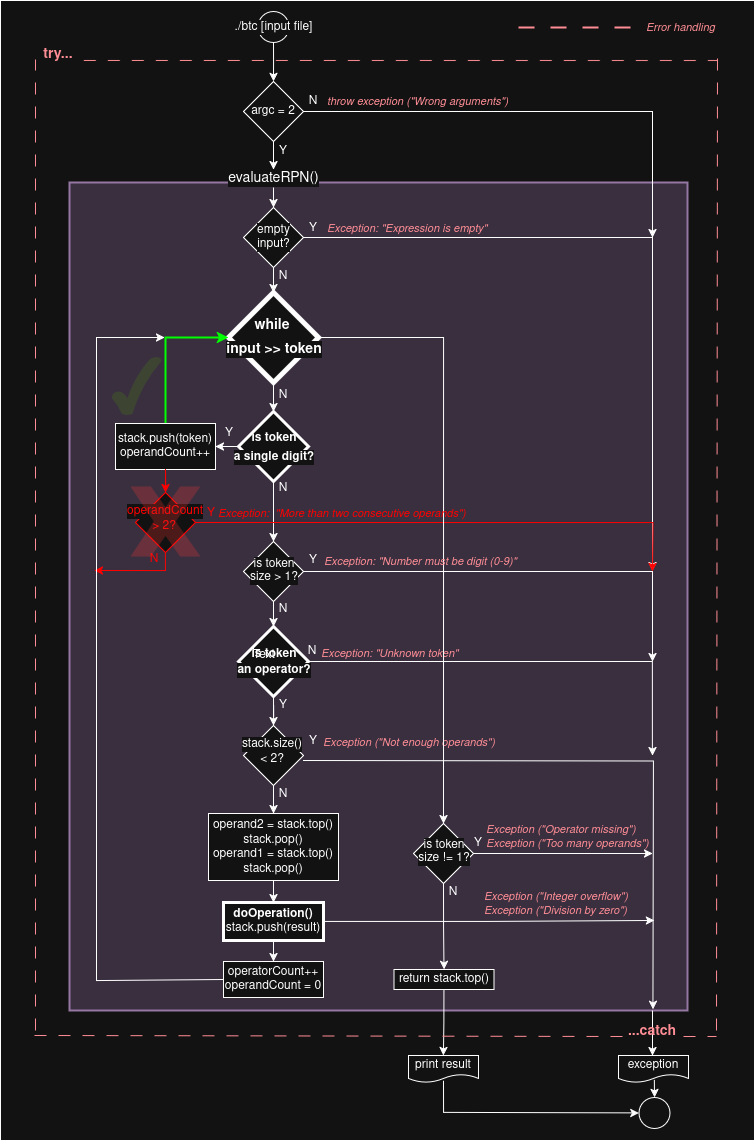 ./btc [input file]
Error handling
try...
argc = 2
N
throw exception ("Wrong arguments")
Y
evaluateRPN()
empty
input?
Y
Exception: "Expression is empty"
N
while
input >> token
N
stack.push(token)
operandCount++
Y
is token
a single digit?
N
operandCount
> 2?
Y
Exception: "More than two consecutive operands")
N
is token
size > 1?
Y
Exception: "Number must be digit (0-9)"
N
Is token
an operator?
N
Exception: "Unknown token"
Y
stack.size()
< 2?
Y
Exception ("Not enough operands")
N
operand2 = stack.top()
stack.pop()
operand1 = stack.top()
stack.pop()
is token
size != 1?
Y
Exception ("Operator missing")
Exception ("Too many operands")
N
doOperation()
stack.push(result)
Exception ("Integer overflow")
Exception ("Division by zero")
operatorCount++
operandCount = 0
return stack.top()
...catch
print result
exception